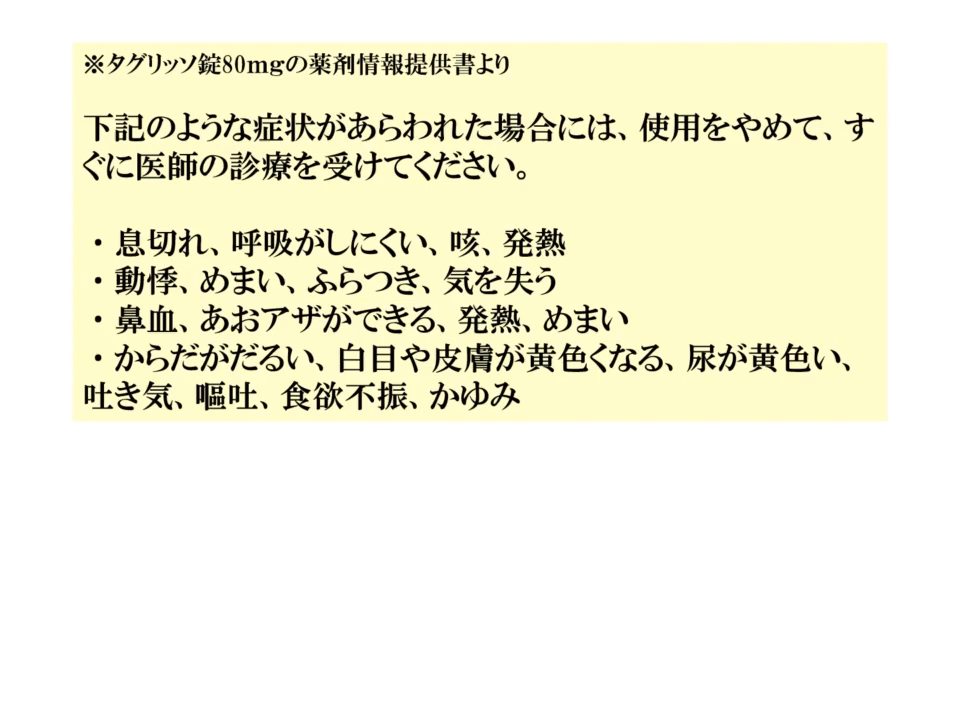 ※タグリッソ錠80mgの薬剤情報提供書より
下記のような症状があらわれた場合には、使用をやめて、す
ぐに医師の診療を受けてください。
・息切れ、呼吸がしにくい、咳、発熱
・動悸、めまい、ふらつき、気を失う
・鼻血、あおアザができる、発熱、めまい
・からだがだるい、白目や皮膚が黄色くなる、尿が黄色い、
吐き気、嘔吐、食欲不振、かゆみ